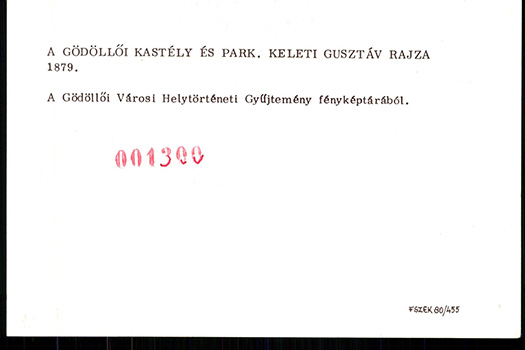 A GÖDÖLLŐI KASTÉLY ÉS PARK. KELETI GUSZTÁV RAJZA
1879.
A Gödöllői Városi Helytörténeti Gyűjtemény fényképtárából.
001300
FSZEK 80/455